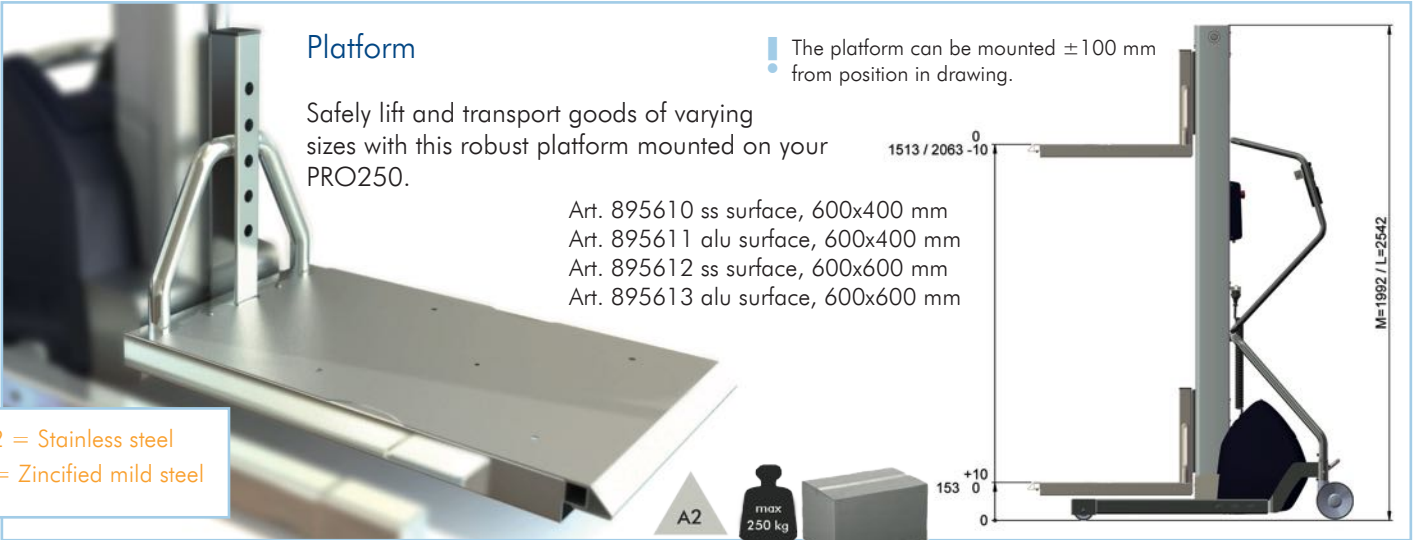 Platform
The platform can be mounted ±100 mm
from position in drawing.
Safely lift and transport goods of varying
sizes with this robust platform mounted on your
PRO250.
Art. 895610 ss surface, 600x400 mm
Art. 895611 alu surface, 600x400 mm
Art. 895612 ss surface, 600x600 mm
Art. 895613 alu surface, 600x600 mm
0
1513 / 2063 -10
M=1992 / L=2542
2 = Stainless steel
= Zincified mild steel
A2
max
250 kg
+10
153 0
0